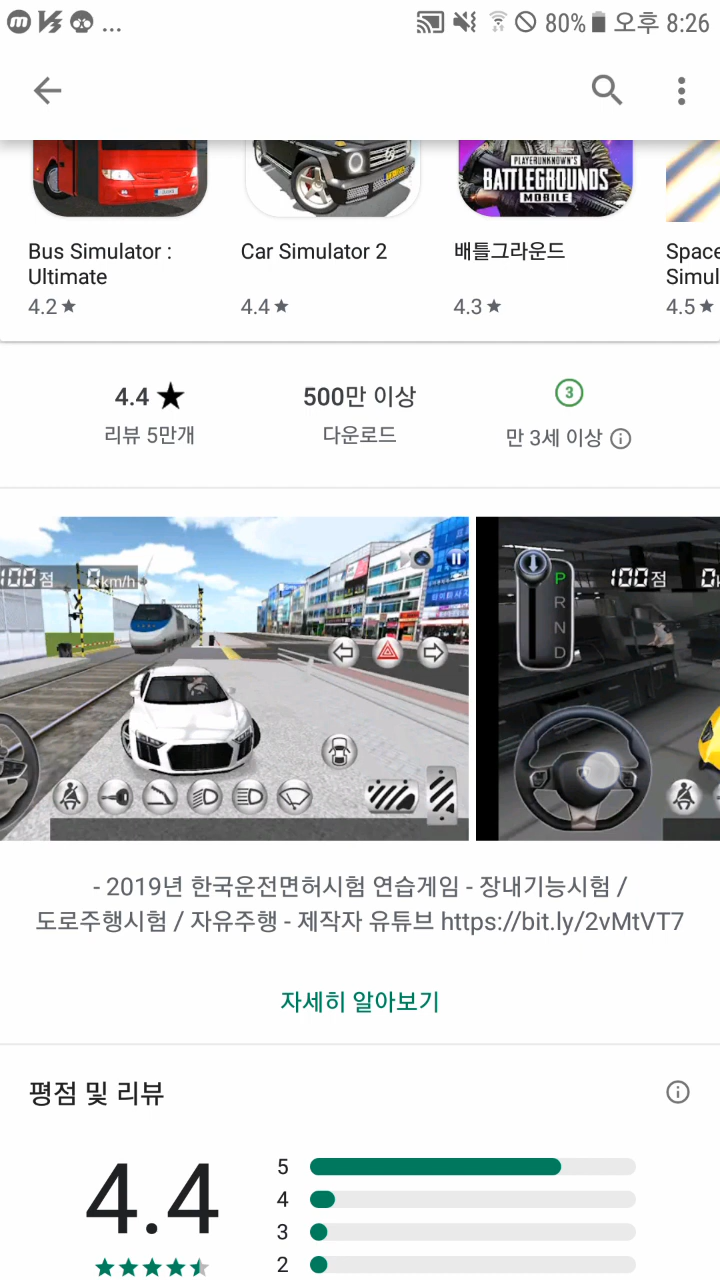 ... 80% 오후 8:26
PLAYERUNKNOWN'S
BATTLEGROUNDS
MOBILE
Bus Simulator : Ultimate
4.2★
Car Simulator 2
4.4★
배틀그라운드
4.3★
Space
Simul
4.5★
4.4 ★
리뷰 5만개
500만 이상
다운로드
3
만 3세 이상
100점 0km/h
P
R
N
D
100점 0k
- 2019년 한국운전면허시험 연습게임 - 장내기능시험 /
도로주행시험 / 자유주행 - 제작자 유튜브 https://bit.ly/2vMtVT7
자세히 알아보기
평점 및 리뷰
4.4
5
4
3
2